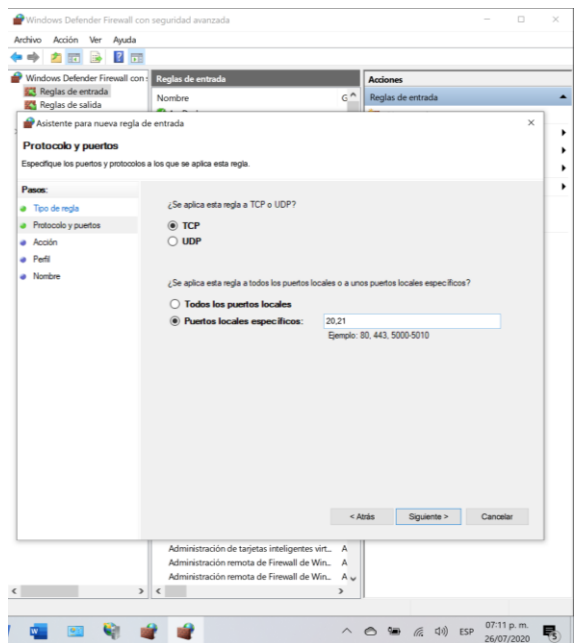 Windows Defender Firewall con seguridad avanzada
Archivo Acción Ver Ayuda
Windows Defender Firewall con
Reglas de entrada
Reglas de salida
Reglas de entrada
Nombre G
Acciones
Reglas de entrada
Asistente para nueva regla de entrada
Protocolo y puertos
Especifique los puertos y protocolos a los que se aplica esta regla.
Pasos:
Tipo de regla
Protocolo y puertos
Acción
Perfil
Nombre
¿Se aplica esta regla a TCP o UDP?
TCP
UDP
¿Se aplica esta regla a todos los puertos locales o a unos puertos locales específicos?
Todos los puertos locales
Puertos locales específicos: 20,21
Ejemplo: 80, 443, 5000-5010
< Atrás Siguiente > Cancelar
Administración de tarjetas inteligentes virt... A
Administración remota de Firewall de Win... A
Administración remota de Firewall de Win... A
ESP
07:11 p. m.
26/07/2020
5